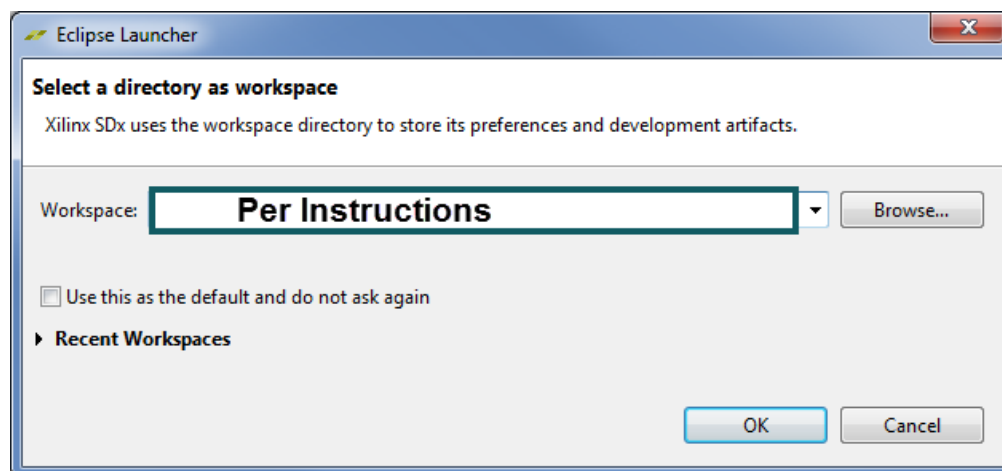 Eclipse Launcher
Select a directory as workspace
Xilinx SDx uses the workspace directory to store its preferences and development artifacts.
Workspace: Per Instructions Browse...
Use this as the default and do not ask again
Recent Workspaces
OK Cancel